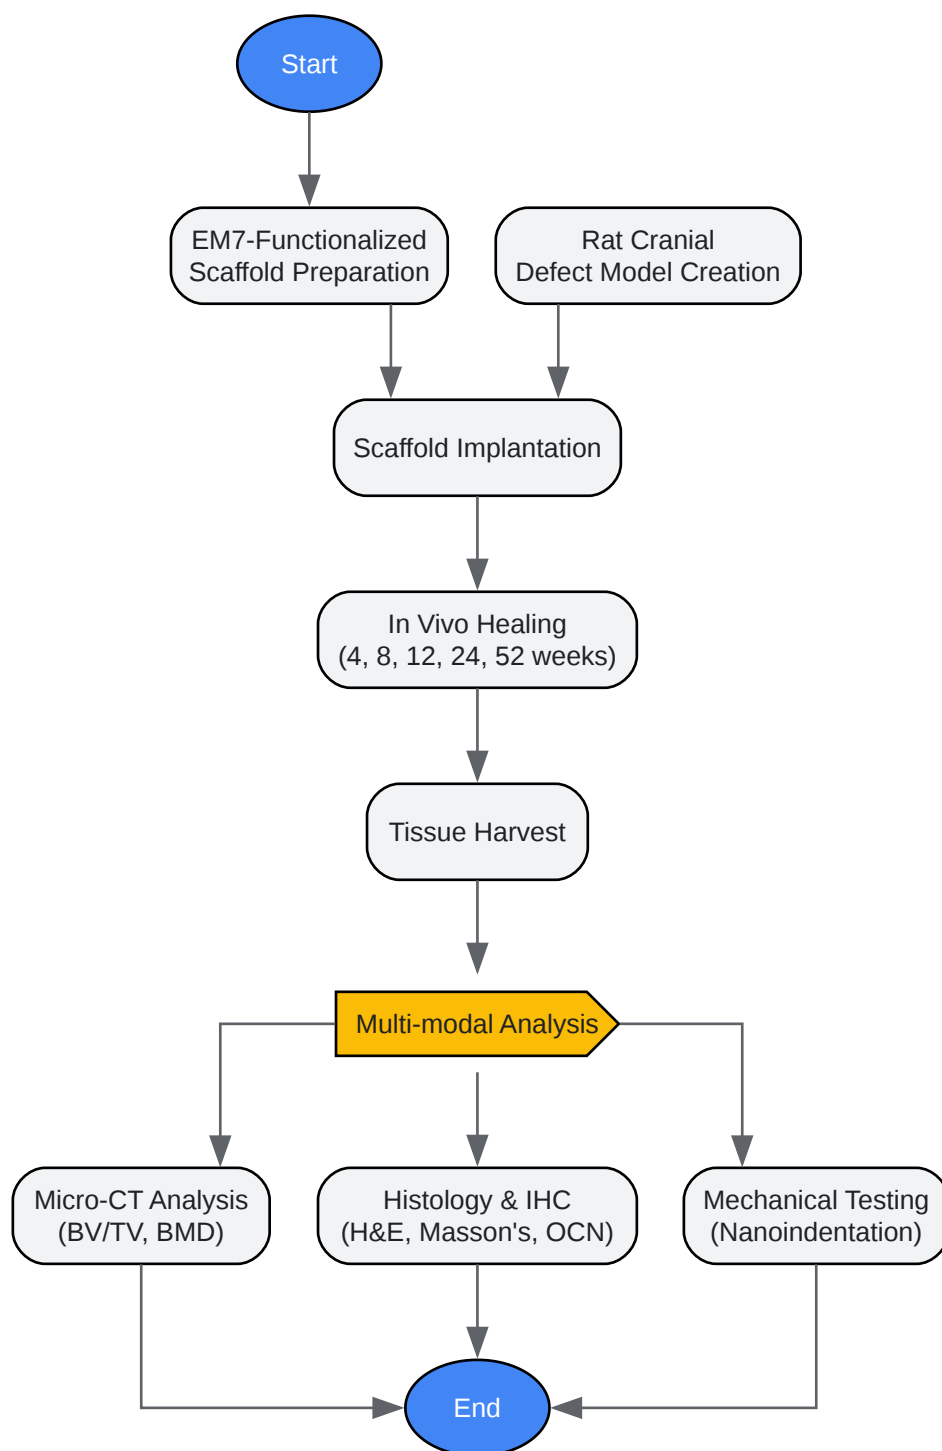 Start
EM7-Functionalized
Scaffold Preparation
Rat Cranial
Defect Model Creation
Scaffold Implantation
In Vivo Healing
(4, 8, 12, 24, 52 weeks)
Tissue Harvest
Multi-modal Analysis
Micro-CT Analysis
(BV/TV, BMD)
Histology & IHC
(H&E, Masson's, OCN)
Mechanical Testing
(Nanoindentation)
End